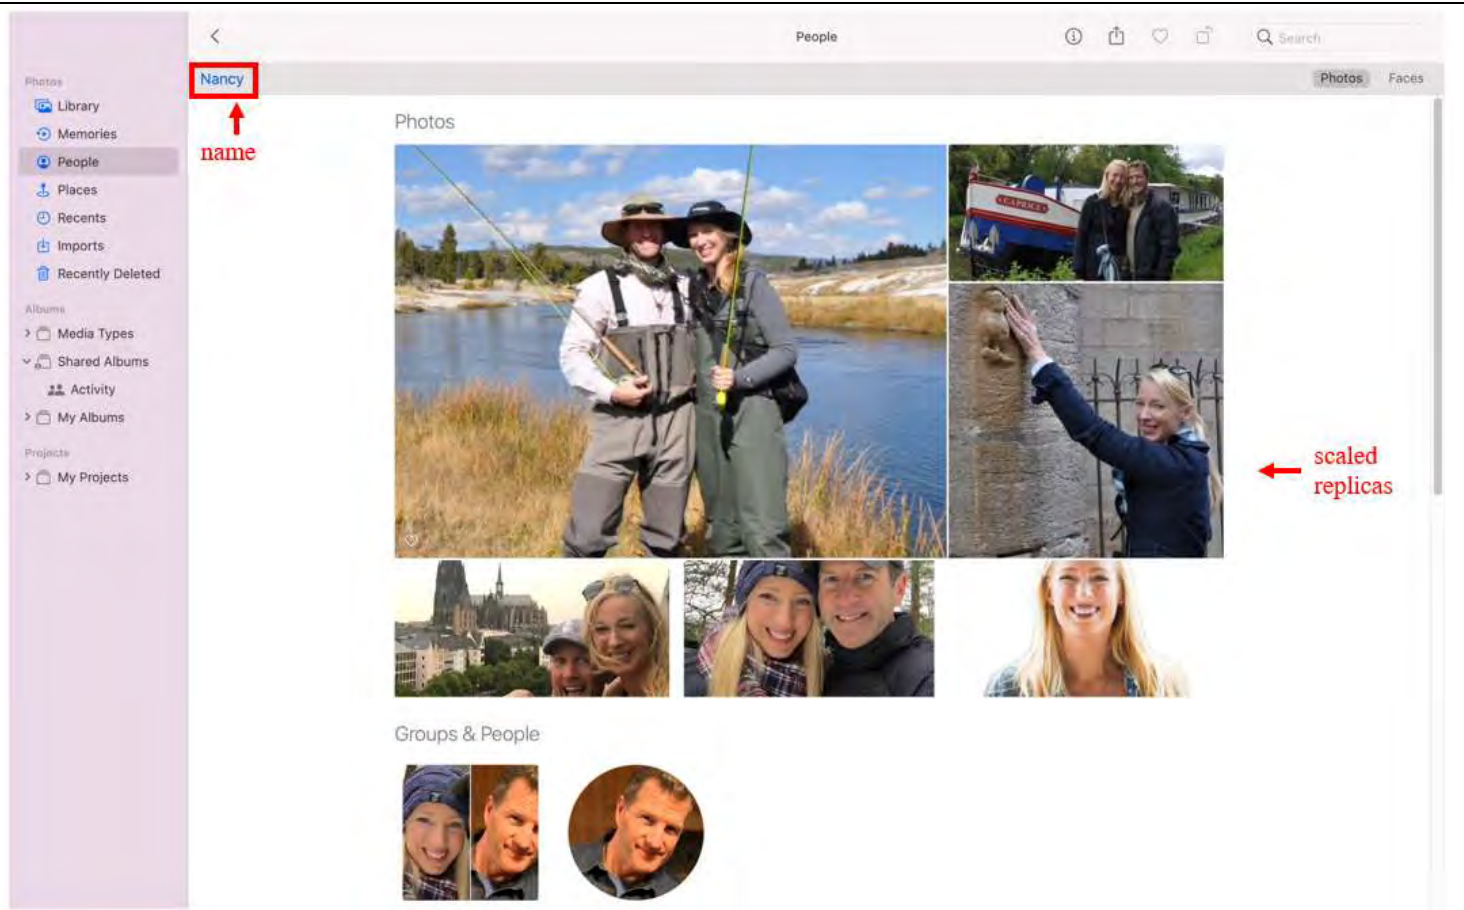 People
Search
Nancy
Photos Faces
name
Photos
Library
Memories
People
Places
Recents
Imports
Recently Deleted
Albums
Media Types
Shared Albums
Activity
My Albums
Projects
My Projects
Photos
CAPRICE
scaled
replicas
Groups & People